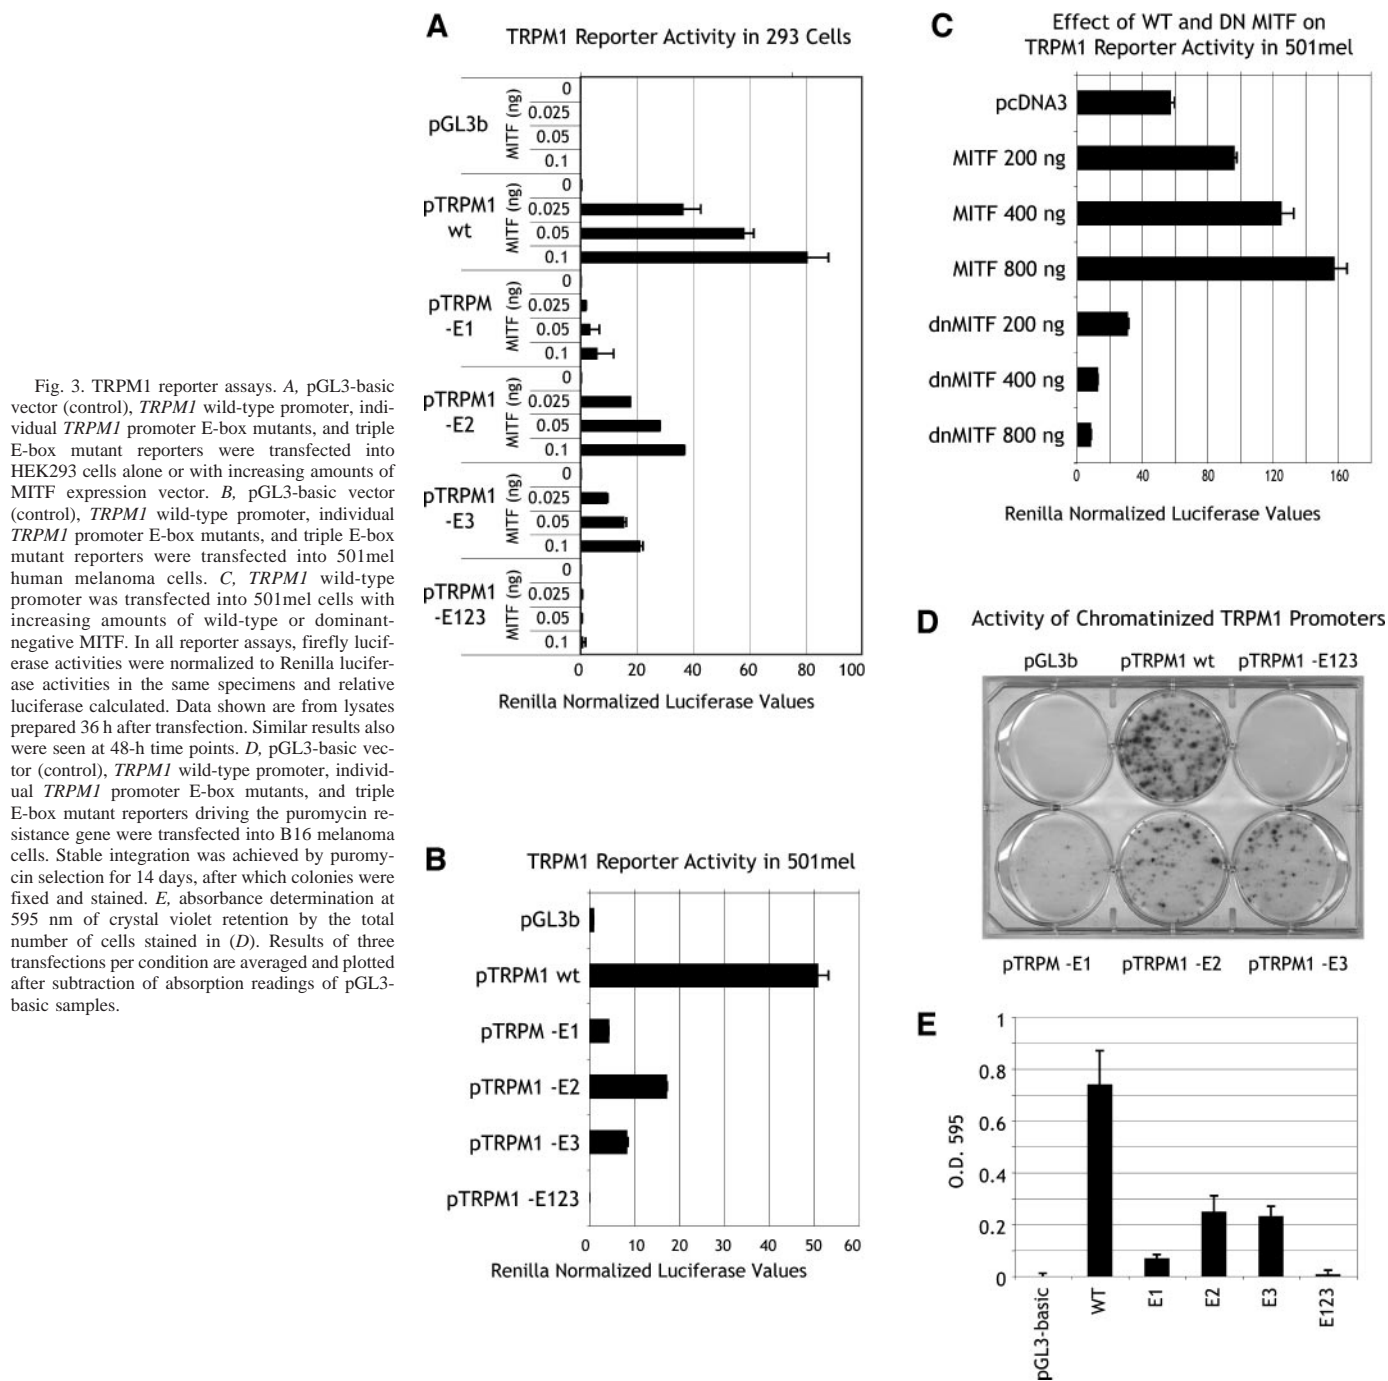 Fig. 3. TRPM1 reporter assays. A, pGL3-basic
vector (control), TRPM1 wild-type promoter, indi-
vidual TRPM1 promoter E-box mutants, and triple
E-box mutant reporters were transfected into
HEK293 cells alone or with increasing amounts of
MITF expression vector. B, pGL3-basic vector
(control), TRPM1 wild-type promoter, individual
TRPM1 promoter E-box mutants, and triple E-box
mutant reporters were transfected into 501mel
human melanoma cells. C, TRPM1 wild-type
promoter was transfected into 501mel cells with
increasing amounts of wild-type or dominant-
negative MITF. In all reporter assays, firefly lucif-
erase activities were normalized to Renilla lucifer-
ase activities in the same specimens and relative
luciferase calculated. Data shown are from lysates
prepared 36 h after transfection. Similar results also
were seen at 48-h time points. D, pGL3-basic vec-
tor (control), TRPM1 wild-type promoter, individ-
ual TRPM1 promoter E-box mutants, and triple
E-box mutant reporters driving the puromycin re-
sistance gene were transfected into B16 melanoma
cells. Stable integration was achieved by puromy-
cin selection for 14 days, after which colonies were
fixed and stained. E, absorbance determination at
595 nm of crystal violet retention by the total
number of cells stained in (D). Results of three
transfections per condition are averaged and plotted
after subtraction of absorption readings of pGL3-
basic samples.
A
TRPM1 Reporter Activity in 293 Cells
pGL3b
MITF (ng)
0
0.025
0.05
0.1
pTRPM1
wt
MITF (ng)
0
0.025
0.05
0.1
pTRPM
-E1
MITF (ng)
0
0.025
0.05
0.1
pTRPM1
-E2
MITF (ng)
0
0.025
0.05
0.1
pTRPM1
-E3
MITF (ng)
0
0.025
0.05
0.1
pTRPM1
-E123
MITF (ng)
0
0.025
0.05
0.1
0 20 40 60 80 100
Renilla Normalized Luciferase Values
B
TRPM1 Reporter Activity in 501mel
pGL3b
pTRPM1 wt
pTRPM -E1
pTRPM1 -E2
pTRPM1 -E3
pTRPM1 -E123
0 10 20 30 40 50 60
Renilla Normalized Luciferase Values
C
Effect of WT and DN MITF on
TRPM1 Reporter Activity in 501mel
pcDNA3
MITF 200 ng
MITF 400 ng
MITF 800 ng
dnMITF 200 ng
dnMITF 400 ng
dnMITF 800 ng
0 40 80 120 160
Renilla Normalized Luciferase Values
D
Activity of Chromatinized TRPM1 Promoters
pGL3b pTRPM1 wt pTRPM1 -E123
pTRPM -E1 pTRPM1 -E2 pTRPM1 -E3
E
O.D. 595
1
0.8
0.6
0.4
0.2
0
pGL3-basic
WT
E1
E2
E3
E123